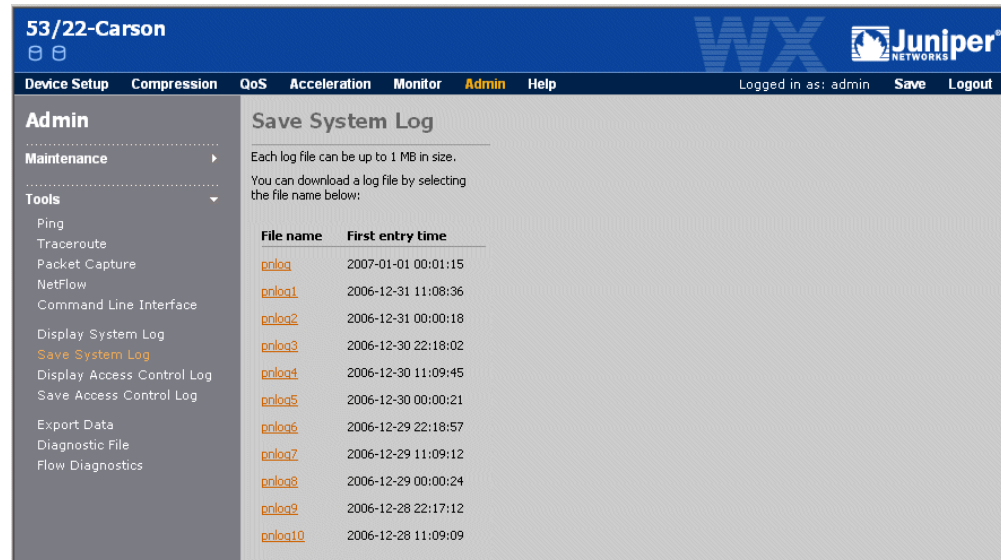 53/22-Carson
WX
Juniper®
NETWORKS
Device Setup Compression QoS Acceleration Monitor Admin Help Logged in as: admin Save Logout
Admin
Maintenance
Tools
Ping
Traceroute
Packet Capture
NetFlow
Command Line Interface
Display System Log
Save System Log
Display Access Control Log
Save Access Control Log
Export Data
Diagnostic File
Flow Diagnostics
Save System Log
Each log file can be up to 1 MB in size.
You can download a log file by selecting
the file name below:
File name First entry time
pnlog 2007-01-01 00:01:15
pnlog1 2006-12-31 11:08:36
pnlog2 2006-12-31 00:00:18
pnlog3 2006-12-30 22:18:02
pnlog4 2006-12-30 11:09:45
pnlog5 2006-12-30 00:00:21
pnlog6 2006-12-29 22:18:57
pnlog7 2006-12-29 11:09:12
pnlog8 2006-12-29 00:00:24
pnlog9 2006-12-28 22:17:12
pnlog10 2006-12-28 11:09:09